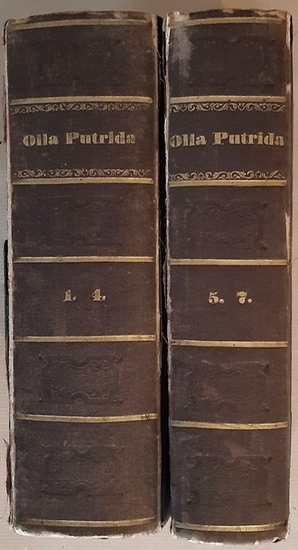 Olla Putrida
1. 4.
Olla Putrida
5. 7.